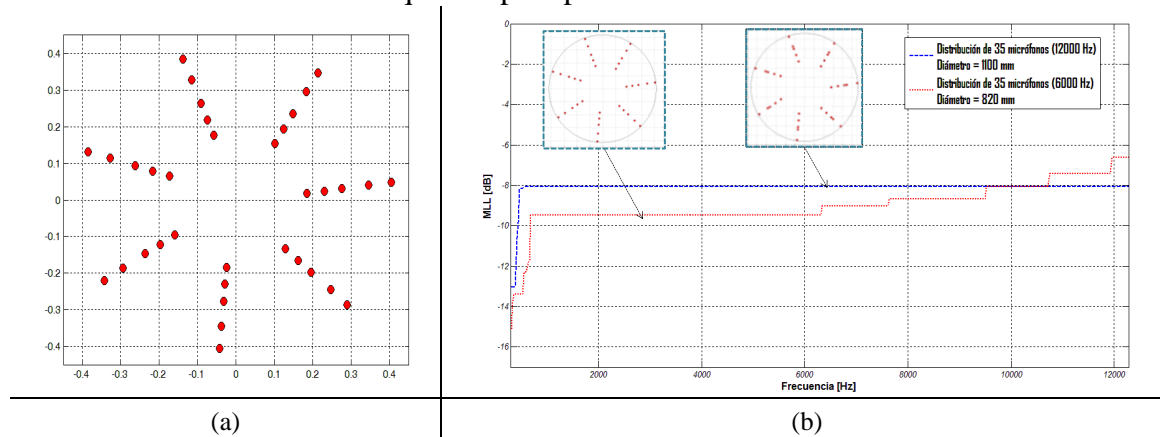 0.4
0.3
0.2
0.1
0
-0.1
-0.2
-0.3
-0.4
-0.4 -0.3 -0.2 -0.1 0 0.1 0.2 0.3 0.4
(a)
0
-2
-4
-6
-8
-10
-12
-14
-16
MLL [dB]
Distribución de 35 micrófonos (12000 Hz)
Diámetro = 1100 mm
Distribución de 35 micrófonos (6000 Hz)
Diámetro = 820 mm
2000 4000 6000 8000 10000 12000
Frecuencia [Hz]
(b)